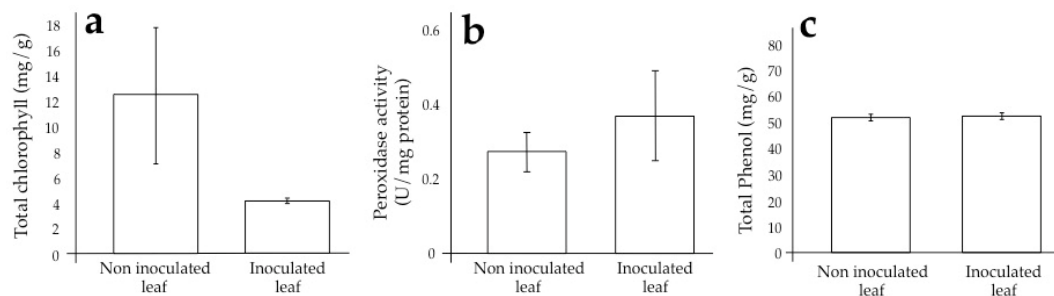 a
Total chlorophyll (mg/g)
18
16
14
12
10
8
6
4
2
0
Non inoculated
leaf
Inoculated
leaf
b
Peroxidase activity
(U/mg protein)
0.6
0.4
0.2
0
Non inoculated
leaf
Inoculated
leaf
c
Total Phenol (mg/g)
80
70
60
50
40
30
20
10
0
Non inoculated
leaf
Inoculated
leaf